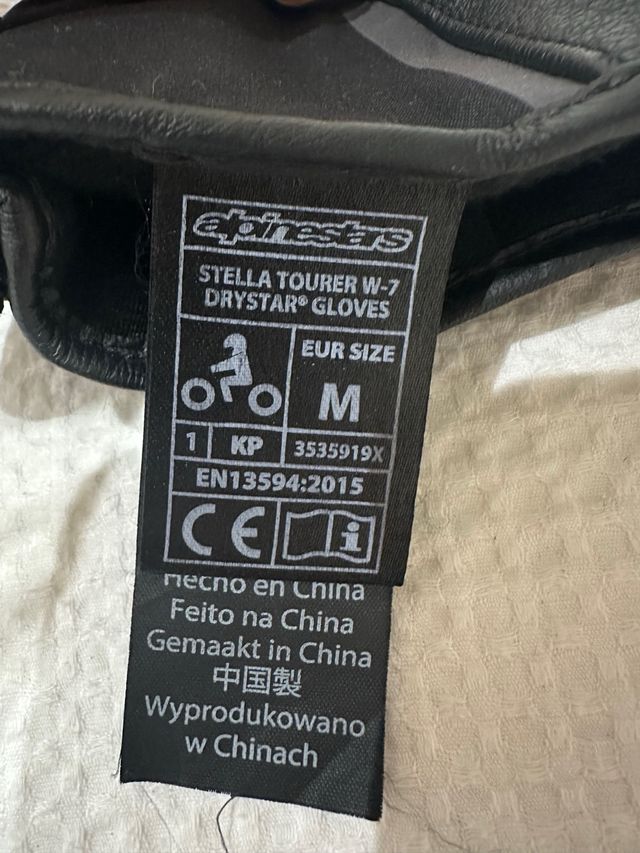 alpinestars
STELLA TOURER W-7
DRYSTAR® GLOVES
EUR SIZE
M
1 KP 3535919X
EN13594:2015
CE i
Hecho en China
Feito na China
Gemaakt in China
中国製
Wyprodukowano
w Chinach